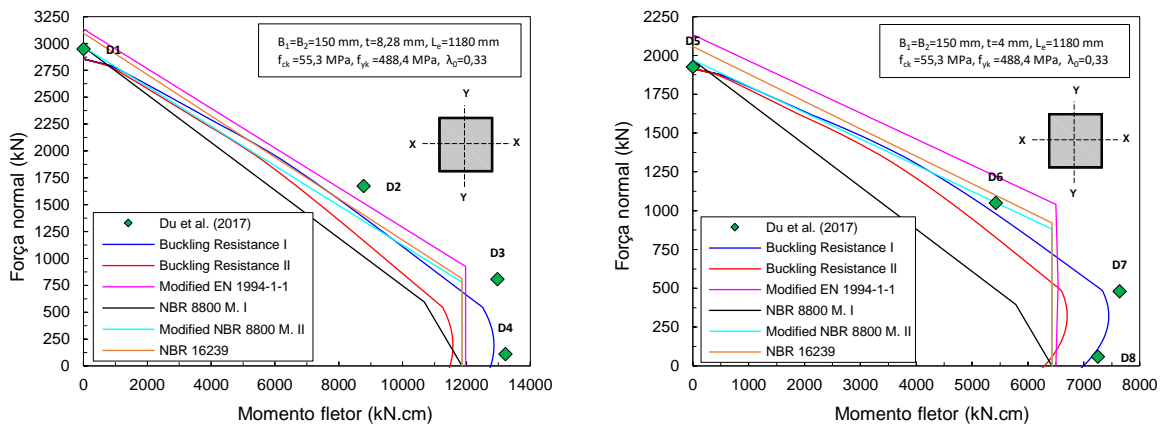 3250
3000
2750
2500
2250
2000
1750
1500
1250
1000
750
500
250
0
Força normal (kN)
B1=B2=150 mm, t=8,28 mm, Le=1180 mm
fck=55,3 MPa, fyk=488,4 MPa, λ0=0,33
Y
X X
Y
D1
D2
D3
D4
Du et al. (2017)
Buckling Resistance I
Buckling Resistance II
Modified EN 1994-1-1
NBR 8800 M. I
Modified NBR 8800 M. II
NBR 16239
0 2000 4000 6000 8000 10000 12000 14000
Momento fletor (kN.cm)
2250
2000
1750
1500
1250
1000
750
500
250
0
Força normal (kN)
B1=B2=150 mm, t=4 mm, Le=1180 mm
fck=55,3 MPa, fyk=488,4 MPa, λ0=0,33
Y
X X
Y
D5
D6
D7
D8
Du et al. (2017)
Buckling Resistance I
Buckling Resistance II
Modified EN 1994-1-1
NBR 8800 M. I
Modified NBR 8800 M. II
NBR 16239
0 1000 2000 3000 4000 5000 6000 7000 8000
Momento fletor (kN.cm)